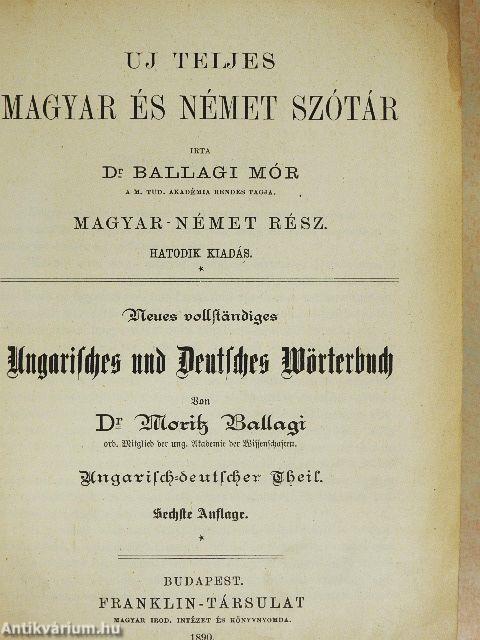 UJ TELJES
MAGYAR ÉS NÉMET SZÓTÁR
IRTA
Dr BALLAGI MÓR
A M. TUD. AKADÉMIA RENDES TAGJA.
MAGYAR-NÉMET RÉSZ.
HATODIK KIADÁS.
*
Neues vollständiges
Ungarisches und Deutsches Wörterbuch
Von
Dr Moritz Ballagi
ord. Mitglied der ung. Akademie der Wissenschaften.
Ungarisch-deutscher Theil.
Sechste Auflage.
*
BUDAPEST.
FRANKLIN-TÁRSULAT
MAGYAR IROD. INTÉZET ÉS KÖNYVNYOMDA.
1890.
Antikvárium.hu